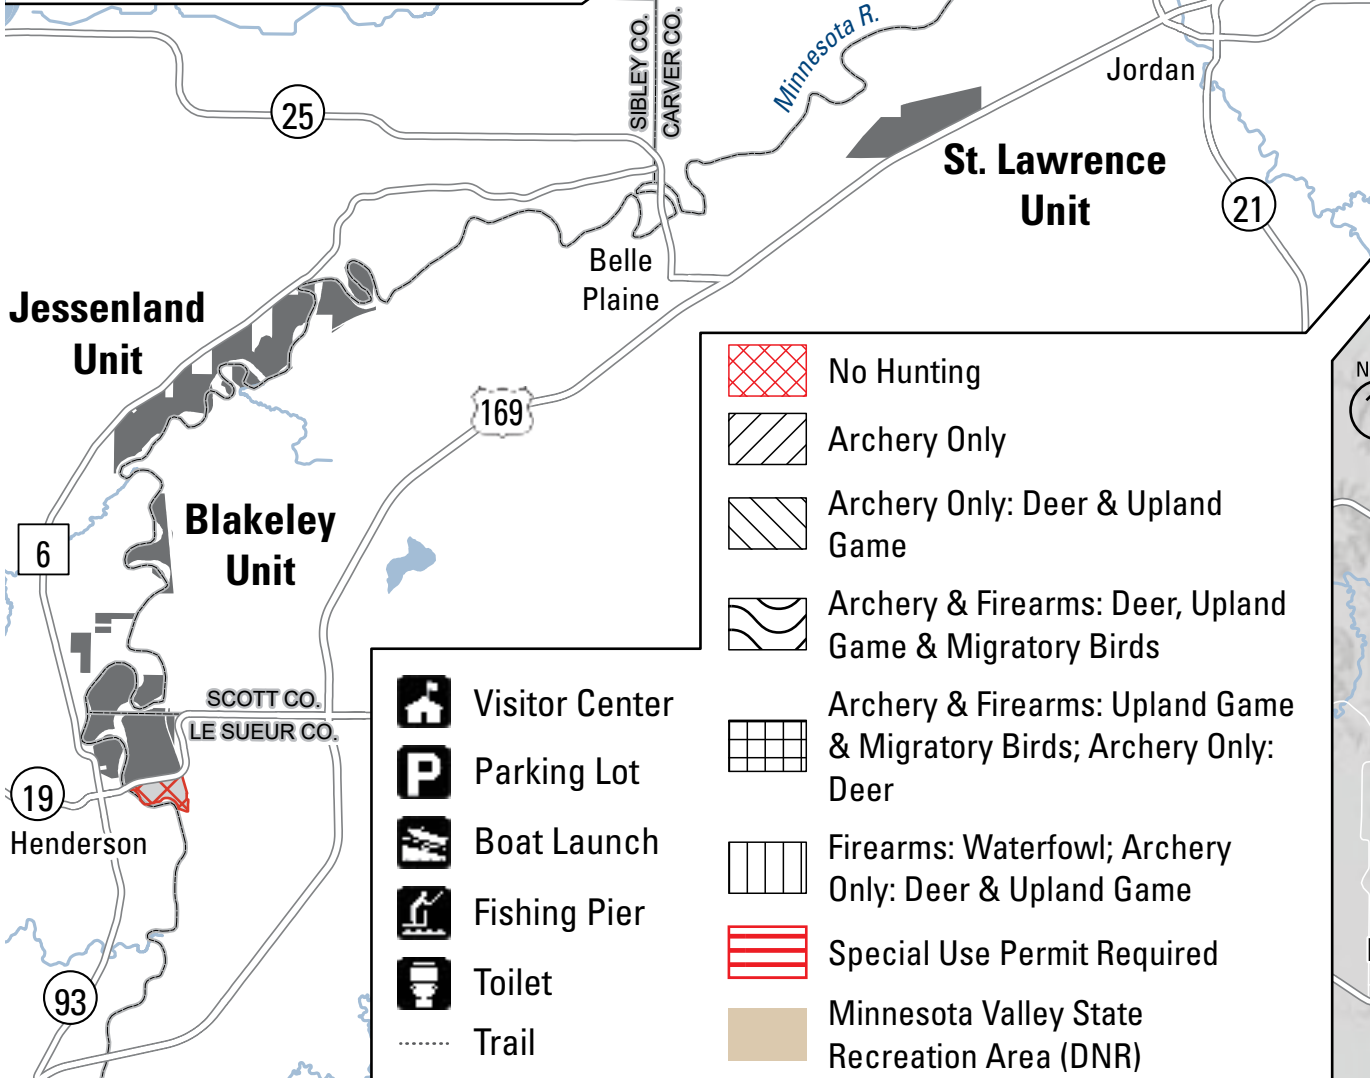 SIBLEY CO.
CARVER CO.
Minnesota R.
Jordan
25
St. Lawrence
Unit
21
Belle
Plaine
Jessenland
Unit
169
Blakeley
Unit
6
SCOTT CO.
LE SUEUR CO.
19
Henderson
93
No Hunting
Archery Only
Archery Only: Deer & Upland
Game
Archery & Firearms: Deer, Upland
Game & Migratory Birds
Archery & Firearms: Upland Game
& Migratory Birds; Archery Only:
Deer
Firearms: Waterfowl; Archery
Only: Deer & Upland Game
Special Use Permit Required
Minnesota Valley State
Recreation Area (DNR)
Visitor Center
P
Parking Lot
Boat Launch
Fishing Pier
Toilet
Trail